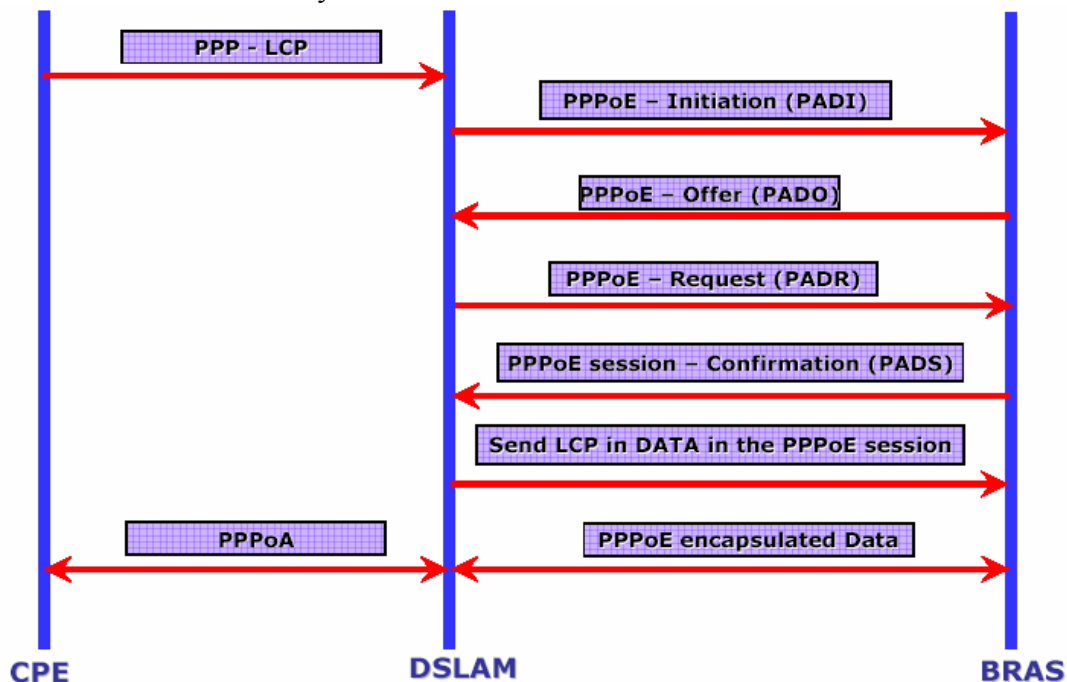 PPP - LCP
PPPoE – Initiation (PADI)
PPPoE – Offer (PADO)
PPPoE – Request (PADR)
PPPoE session – Confirmation (PADS)
Send LCP in DATA in the PPPoE session
PPPoA
PPPoE encapsulated Data
CPE
DSLAM
BRAS